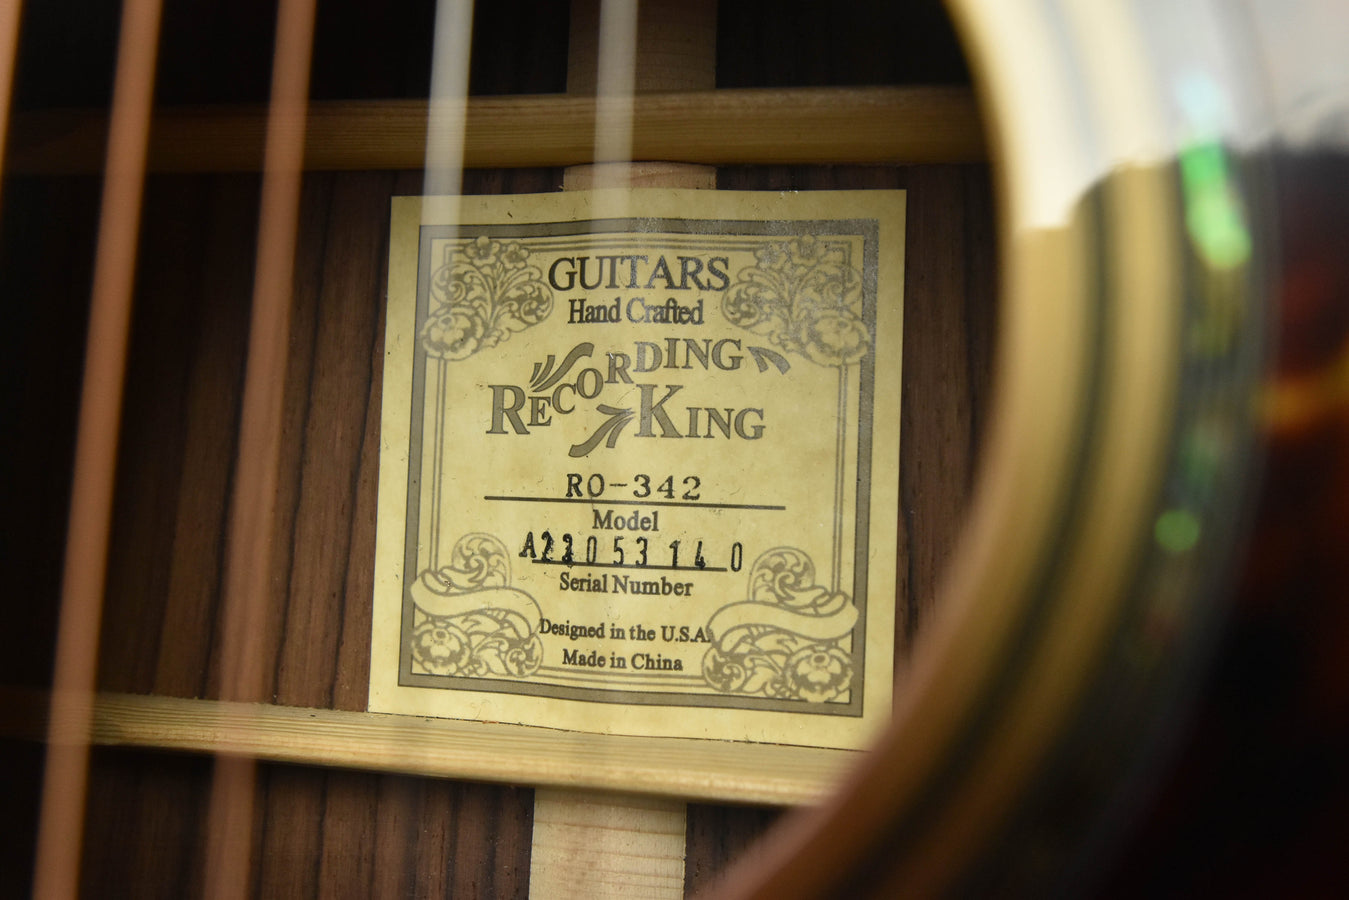 GUITARS
Hand Crafted
RECORDING
KING
RO-342
Model
Serial Number
Designed in the U.S.A.
Made in China